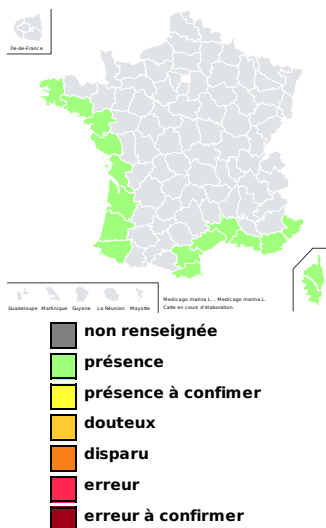 Île-de-France
Guadeloupe Martinique Guyane La Réunion Mayotte
Medicago marina L., Medicago marina L.
Carte en cours d'élaboration.
non renseignée
présence
présence à confimer
douteux
disparu
erreur
erreur à confirmer